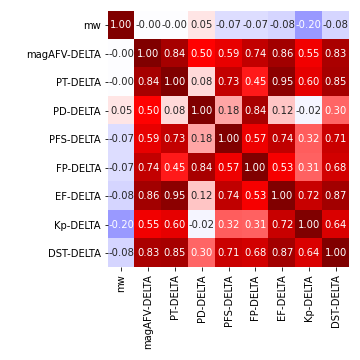 mw 1.00 -0.00 -0.00 0.05 -0.07 -0.07 -0.08 -0.20 -0.08
magAFV-DELTA -0.00 1.00 0.84 0.50 0.59 0.74 0.86 0.55 0.83
PT-DELTA -0.00 0.84 1.00 0.08 0.73 0.45 0.95 0.60 0.85
PD-DELTA 0.05 0.50 0.08 1.00 0.18 0.84 0.12 -0.02 0.30
PFS-DELTA -0.07 0.59 0.73 0.18 1.00 0.57 0.74 0.32 0.71
FP-DELTA -0.07 0.74 0.45 0.84 0.57 1.00 0.53 0.31 0.68
EF-DELTA -0.08 0.86 0.95 0.12 0.74 0.53 1.00 0.72 0.87
Kp-DELTA -0.20 0.55 0.60 -0.02 0.32 0.31 0.72 1.00 0.64
DST-DELTA -0.08 0.83 0.85 0.30 0.71 0.68 0.87 0.64 1.00
mw
magAFV-DELTA
PT-DELTA
PD-DELTA
PFS-DELTA
FP-DELTA
EF-DELTA
Kp-DELTA
DST-DELTA